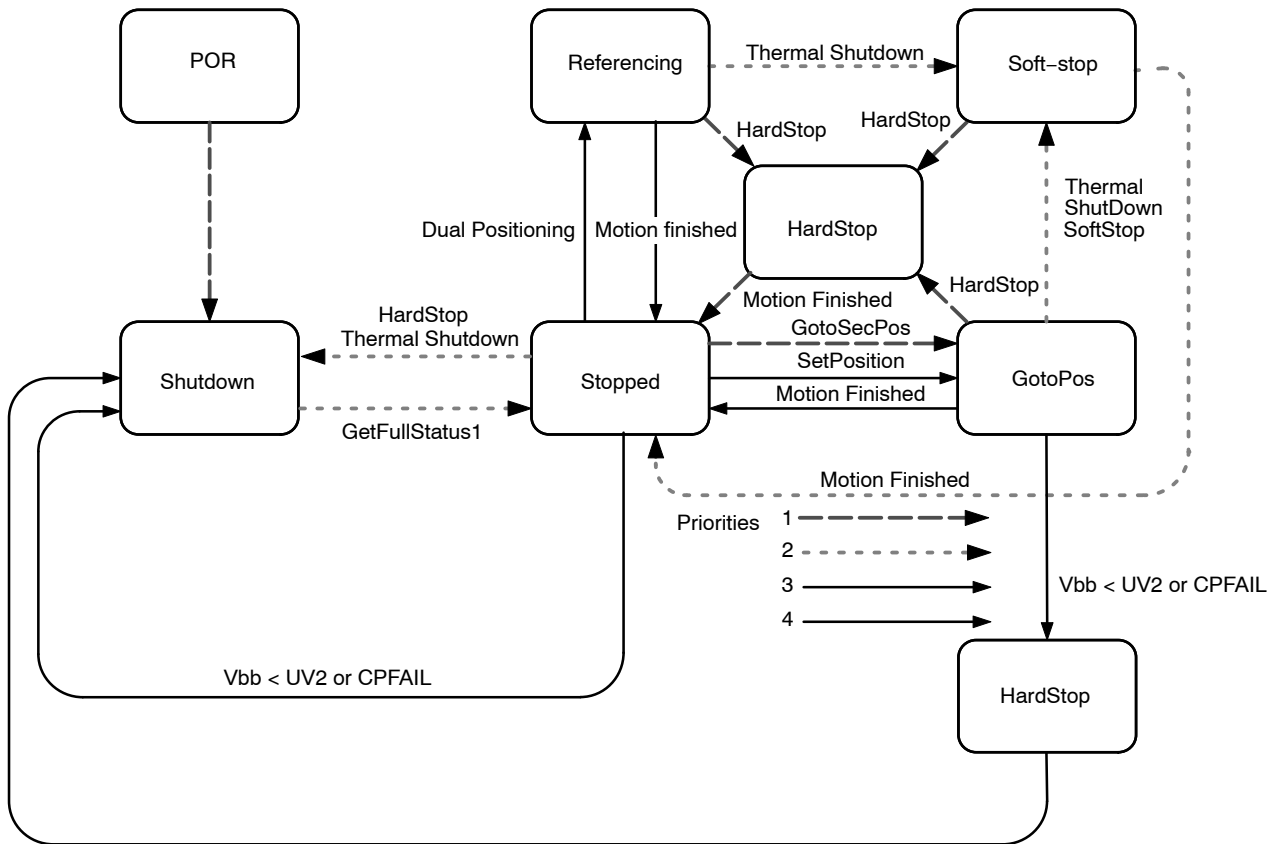 POR
Referencing
Thermal Shutdown
Soft−stop
HardStop
HardStop
Thermal
ShutDown
SoftStop
HardStop
Dual Positioning
Motion finished
HardStop
Motion Finished
HardStop
Thermal Shutdown
GotoSecPos
SetPosition
Motion Finished
Shutdown
Stopped
GotoPos
GetFullStatus1
Motion Finished
Priorities
1
2
3
4
Vbb < UV2 or CPFAIL
Vbb < UV2 or CPFAIL
HardStop